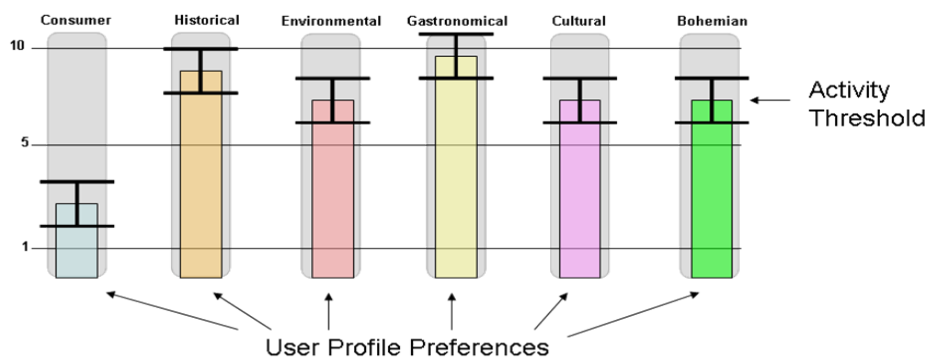 Consumer Historical Environmental Gastronomical Cultural Bohemian
10
Activity
Threshold
5
1
User Profile Preferences